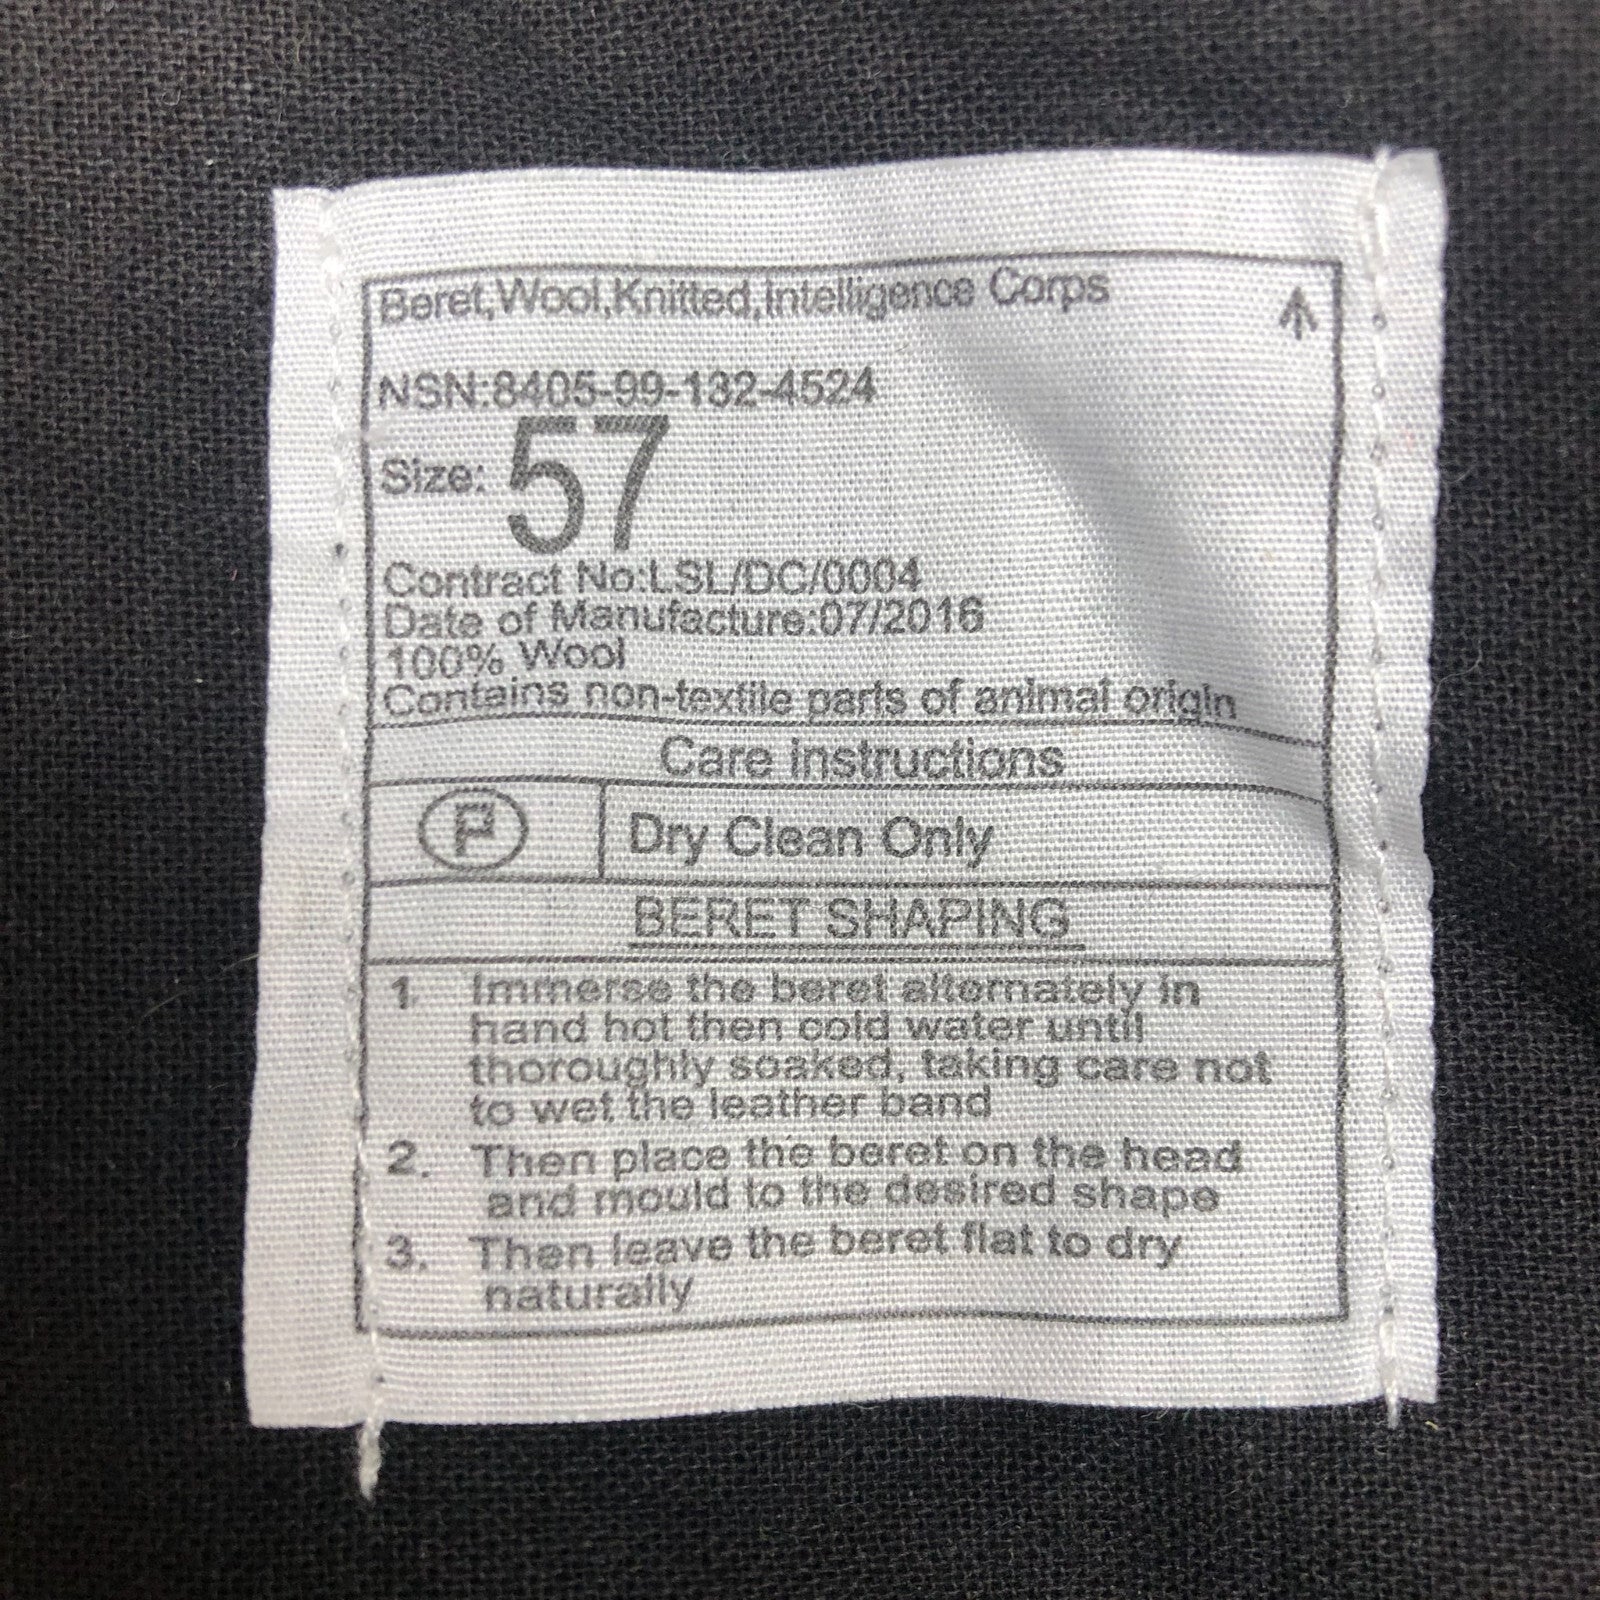 Beret,Wool,Knitted,Intelligence Corps
NSN:8405-99-132-4524
Size: 57
Contract No:LSL/DC/0004
Date of Manufacture:07/2016
100% Wool
Contains non-textile parts of animal origin
Care instructions
P
Dry Clean Only
BERET SHAPING
1. Immerse the beret alternately in
hand hot then cold water until
thoroughly soaked, taking care not
to wet the leather band
2. Then place the beret on the head
and mould to the desired shape
3. Then leave the beret flat to dry
naturally